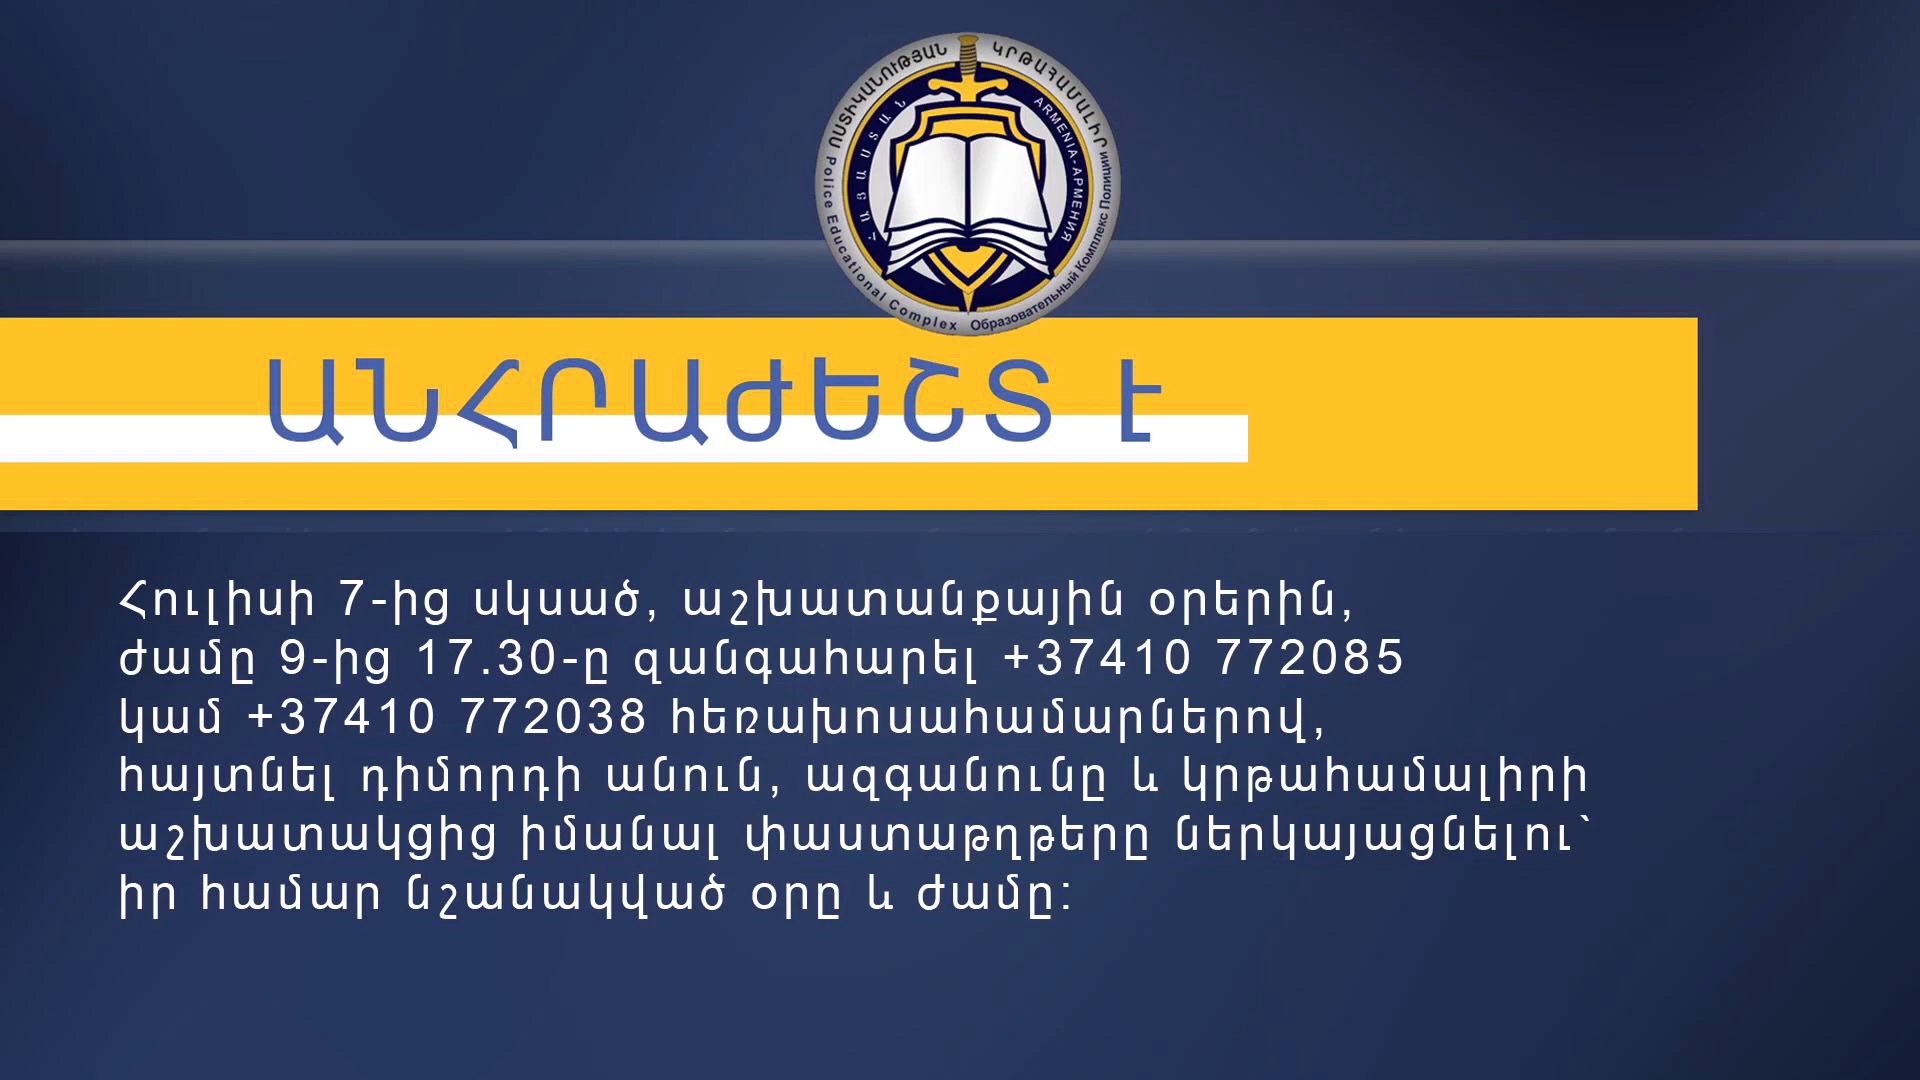 ՈՍՏԻԿԱՆՈՒԹՅԱՆ ԿՐԹԱՀԱՄԱԼԻՐ
ՀԱՅԱՍՏԱՆ
ARMENIA-АРМЕНИЯ
Police Educational Complex
Образовательный Комплекс Полиции
ԱՆՀՐԱԺԵՇՏ է
Հուլիսի 7-ից սկսած, աշխատանքային օրերին,
ժամը 9-ից 17.30-ը զանգահարել +37410 772085
կամ +37410 772038 հեռախոսահամարներով,
հայտնել դիմորդի անուն, ազգանունը և կրթահամալիրի
աշխատակցից իմանալ փաստաթղթերը ներկայացնելու՝
իր համար նշանակված օրը և ժամը: